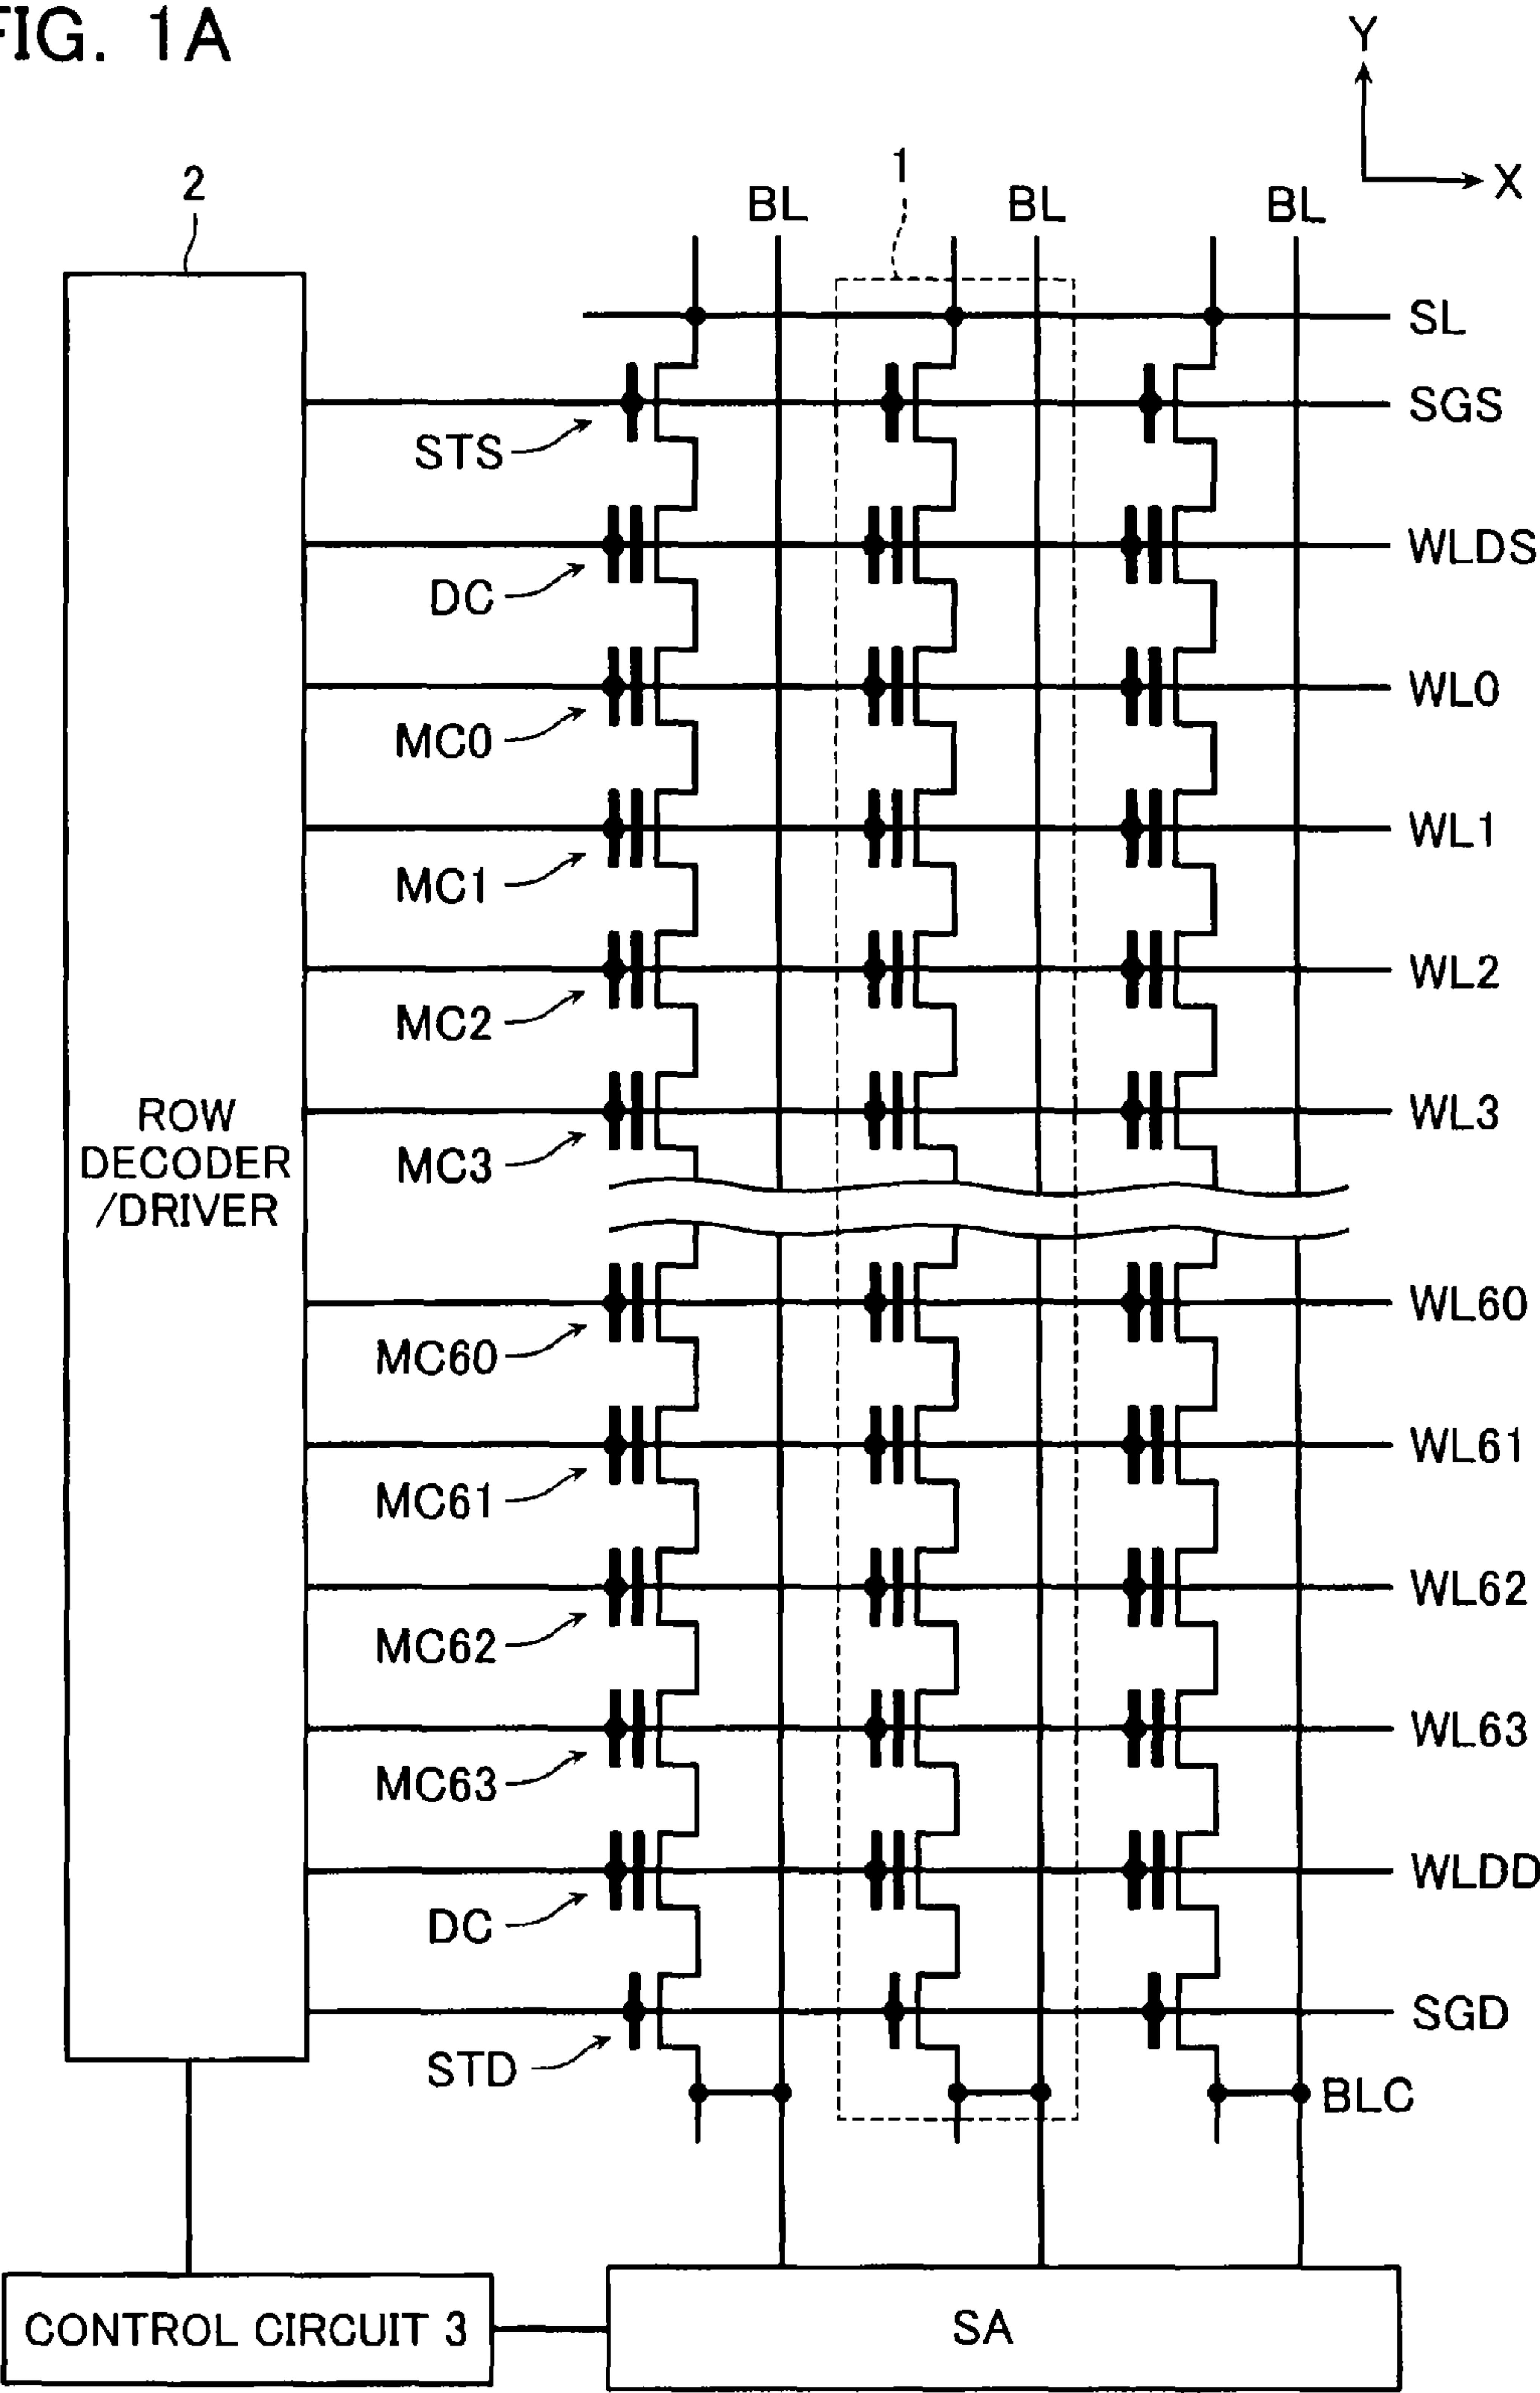 FIG. 1A
Y
X
2
1
BL
BL
BL
SL
SGS
STS
WLDS
DC
WL0
MC0
WL1
MC1
WL2
MC2
WL3
MC3
ROW
DECODER
/DRIVER
WL60
MC60
WL61
MC61
WL62
MC62
WL63
MC63
WLDD
DC
SGD
STD
BLC
CONTROL CIRCUIT 3
SA